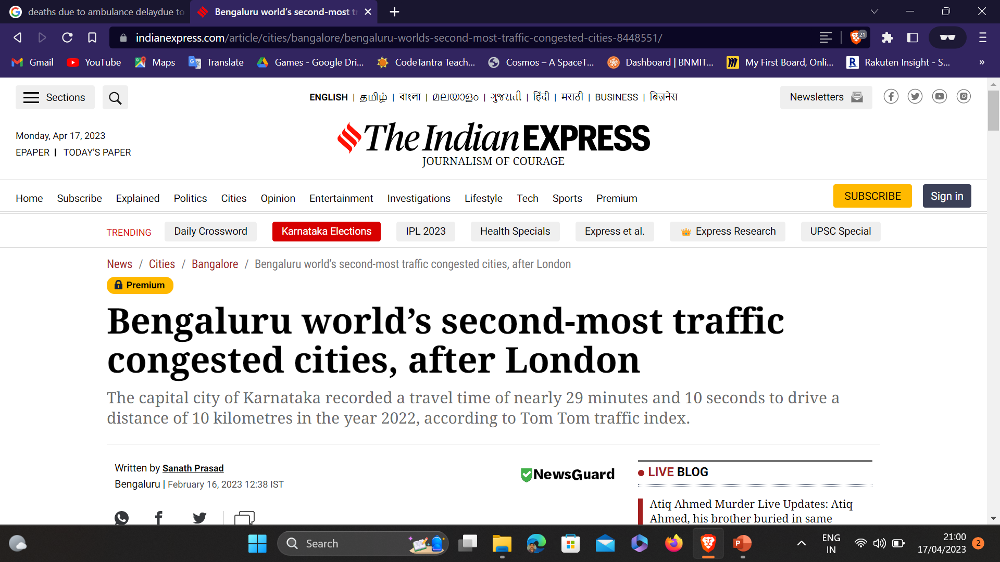 deaths due to ambulance delaydue to
Bengaluru world's second-most t
indianexpress.com/article/cities/bangalore/bengaluru-worlds-second-most-traffic-congested-cities-8448551/
21
Gmail YouTube Maps Translate Games - Google Dri... CodeTantra Teach... Cosmos – A SpaceT... Dashboard | BNMIT... My First Board, Onli... Rakuten Insight - S... »
Sections
ENGLISH | தமிழ் | বাংলা | മലയാളം | ગુજરાતી | हिंदी | मराठी | BUSINESS | बिज़नेस
Newsletters
Monday, Apr 17, 2023
EPAPER | TODAY'S PAPER
The Indian EXPRESS
JOURNALISM OF COURAGE
Home Subscribe Explained Politics Cities Opinion Entertainment Investigations Lifestyle Tech Sports Premium
SUBSCRIBE Sign in
TRENDING Daily Crossword Karnataka Elections IPL 2023 Health Specials Express et al. Express Research UPSC Special
News / Cities / Bangalore / Bengaluru world's second-most traffic congested cities, after London
Premium
Bengaluru world's second-most traffic
congested cities, after London
The capital city of Karnataka recorded a travel time of nearly 29 minutes and 10 seconds to drive a
distance of 10 kilometres in the year 2022, according to Tom Tom traffic index.
Written by Sanath Prasad
Bengaluru | February 16, 2023 12:38 IST
NewsGuard
LIVE BLOG
Atiq Ahmed Murder Live Updates: Atiq
Ahmed, his brother buried in same
Search
ENG
IN
21:00
17/04/2023
2